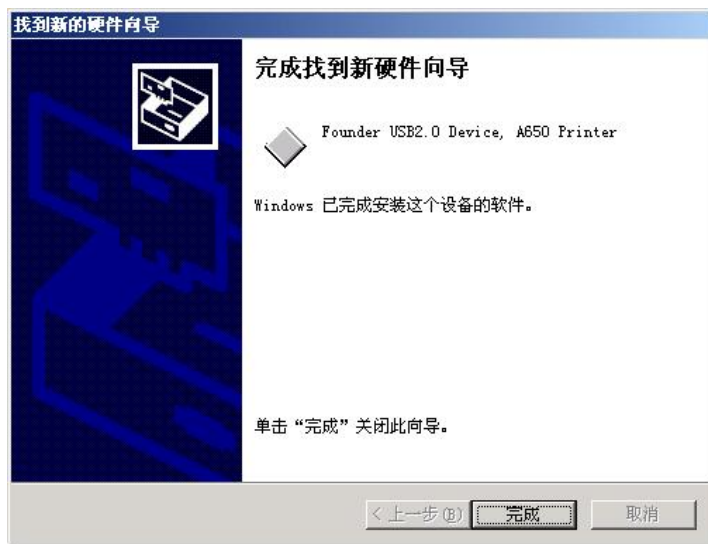 找到新的硬件向导
完成找到新硬件向导
Founder USB2.0 Device, A650 Printer
Windows 已完成安装这个设备的软件。
单击“完成”关闭此向导。
< 上一步(B)
完成
取消